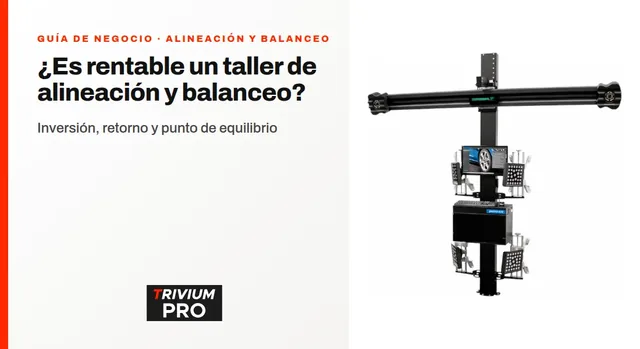 GUÍA DE NEGOCIO · ALINEACIÓN Y BALANCEO
¿Es rentable un taller de
alineación y balanceo?
Inversión, retorno y punto de equilibrio
TRIVIUM
PRO